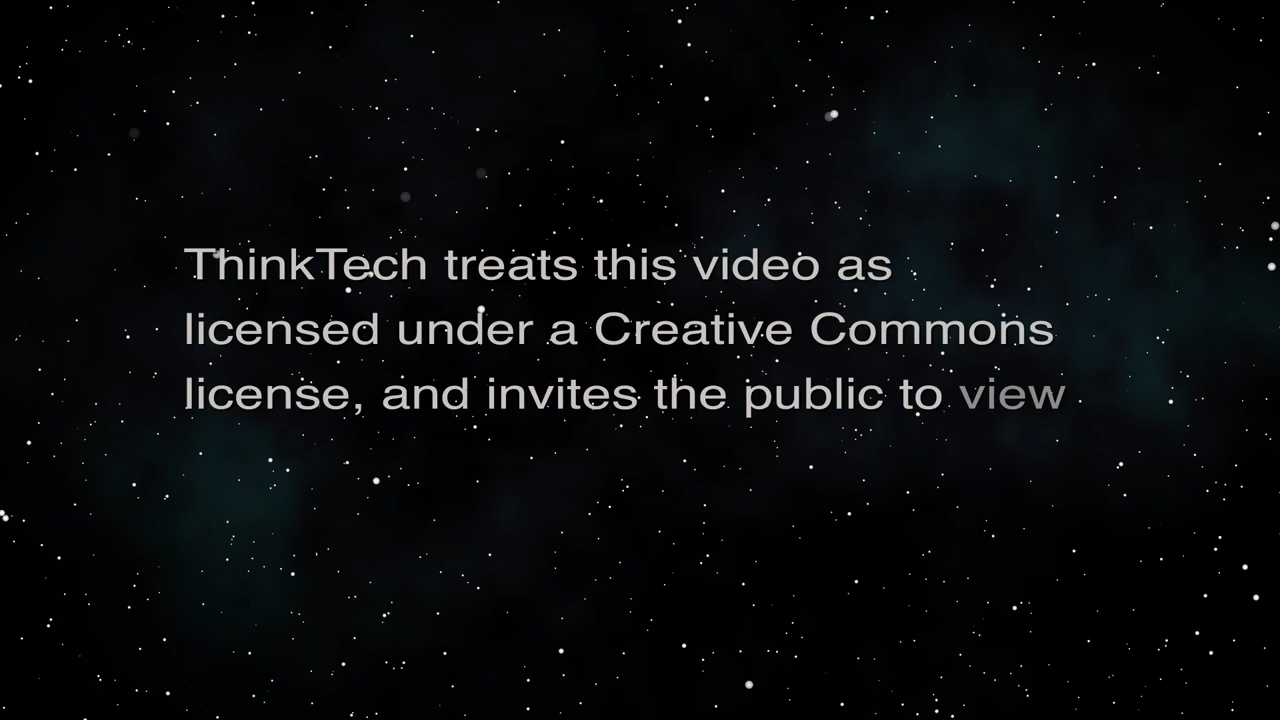 ThinkTech treats this video as
licensed under a Creative Commons
license, and invites the public to view